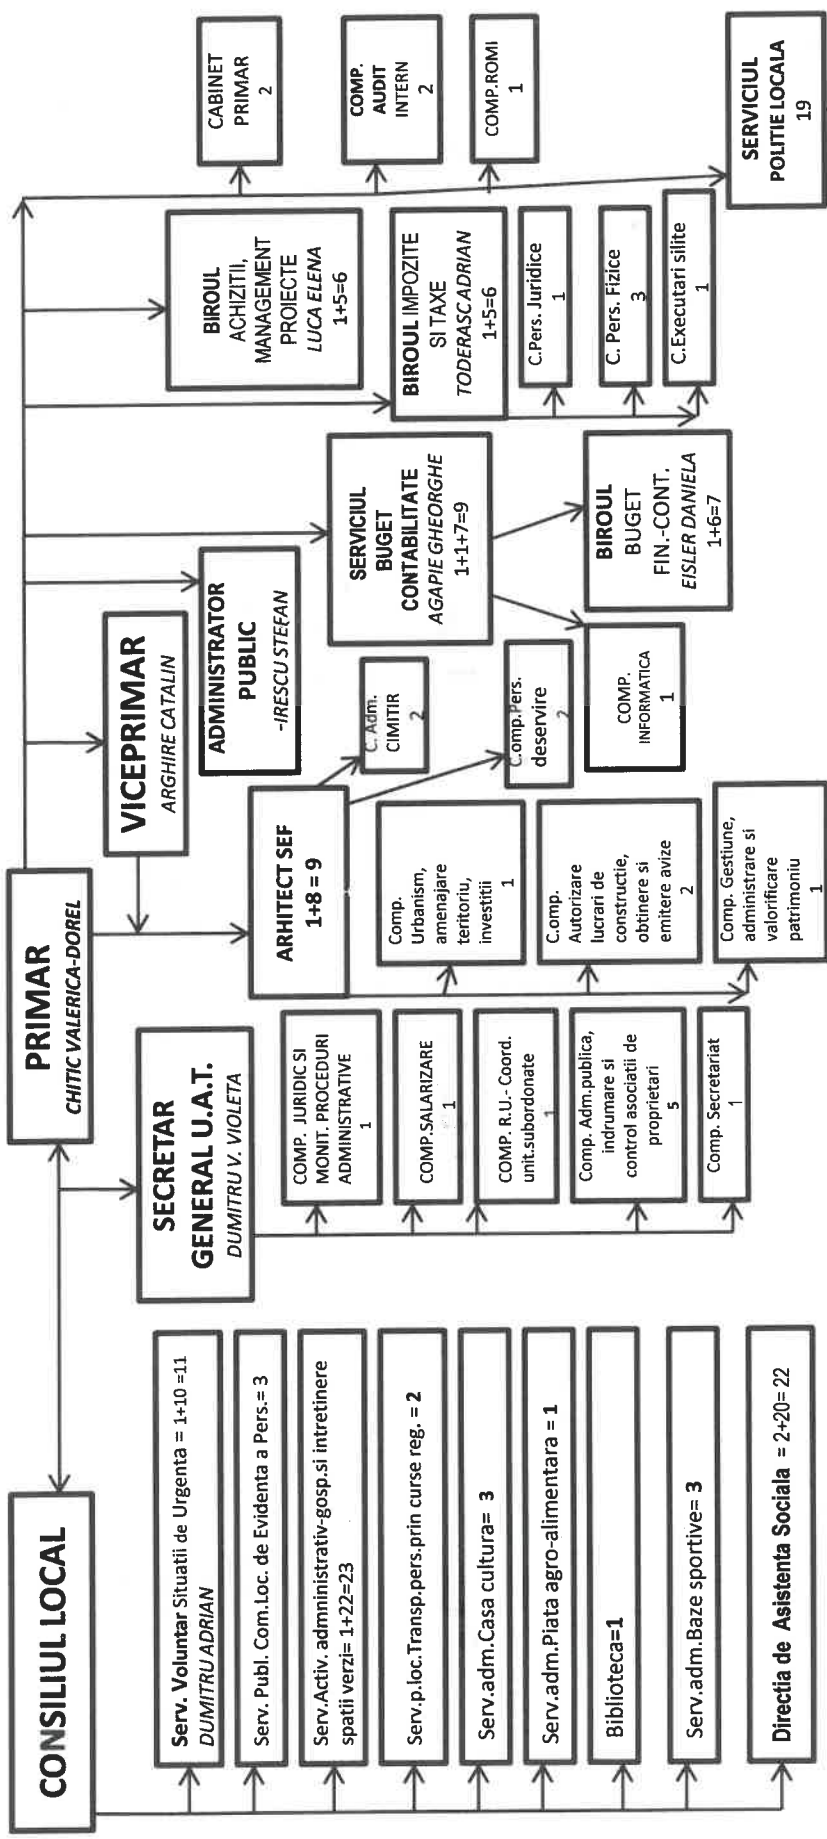 CONSILIUL LOCAL
Serv. Voluntar Situatii de Urgenta = 1+10 =11
DUMITRU ADRIAN
Serv. Publ. Com.Loc. de Evidenta a Pers.= 3
Serv.Activ. admninistrativ-gosp.si intretinere
spatii verzi= 1+22=23
Serv.p.loc.Transp.pers.prin curse reg. = 2
Serv.adm.Casa cultura= 3
Serv.adm.Piata agro-alimentara = 1
Biblioteca=1
Serv.adm.Baze sportive= 3
Directia de Asistenta Sociala = 2+20= 22
PRIMAR
CHITIC VALERICA-DOREL
SECRETAR
GENERAL U.A.T.
DUMITRU V. VIOLETA
COMP. JURIDIC SI
MONIT. PROCEDURI
ADMINISTRATIVE
1
COMP.SALARIZARE
1
COMP. R.U.- Coord.
unit.subordonate
1
Comp. Adm.publica,
indrumare si
control asociatii de
proprietari
5
Comp. Secretariat
1
VICEPRIMAR
ARGHIRE CATALIN
ARHITECT SEF
1+8 = 9
Comp.
Urbanism,
amenajare
teritoriu,
investitii
1
C.omp.
Autorizare
lucrari de
constructie,
obtinere si
emitere avize
2
Comp. Gestiune,
administrare si
valorificare
patrimoniu
1
C. Adm.
CIMITIR
2
C.omp.Pers.
deservire
2
ADMINISTRATOR
PUBLIC
-IRESCU STEFAN
SERVICIUL
BUGET
CONTABILITATE
AGAPIE GHEORGHE
1+1+7=9
COMP.
INFORMATICA
1
BIROUL
BUGET
FIN.-CONT.
EISLER DANIELA
1+6=7
BIROUL
ACHIZITII,
MANAGEMENT
PROIECTE
LUCA ELENA
1+5=6
BIROUL IMPOZITE
SI TAXE
TODERASC ADRIAN
1+5=6
C.Pers. Juridice
1
C. Pers. Fizice
3
C.Executari silite
1
CABINET
PRIMAR
2
COMP.
AUDIT
INTERN
2
COMP.ROMI
1
SERVICIUL
POLITIE LOCALA
19